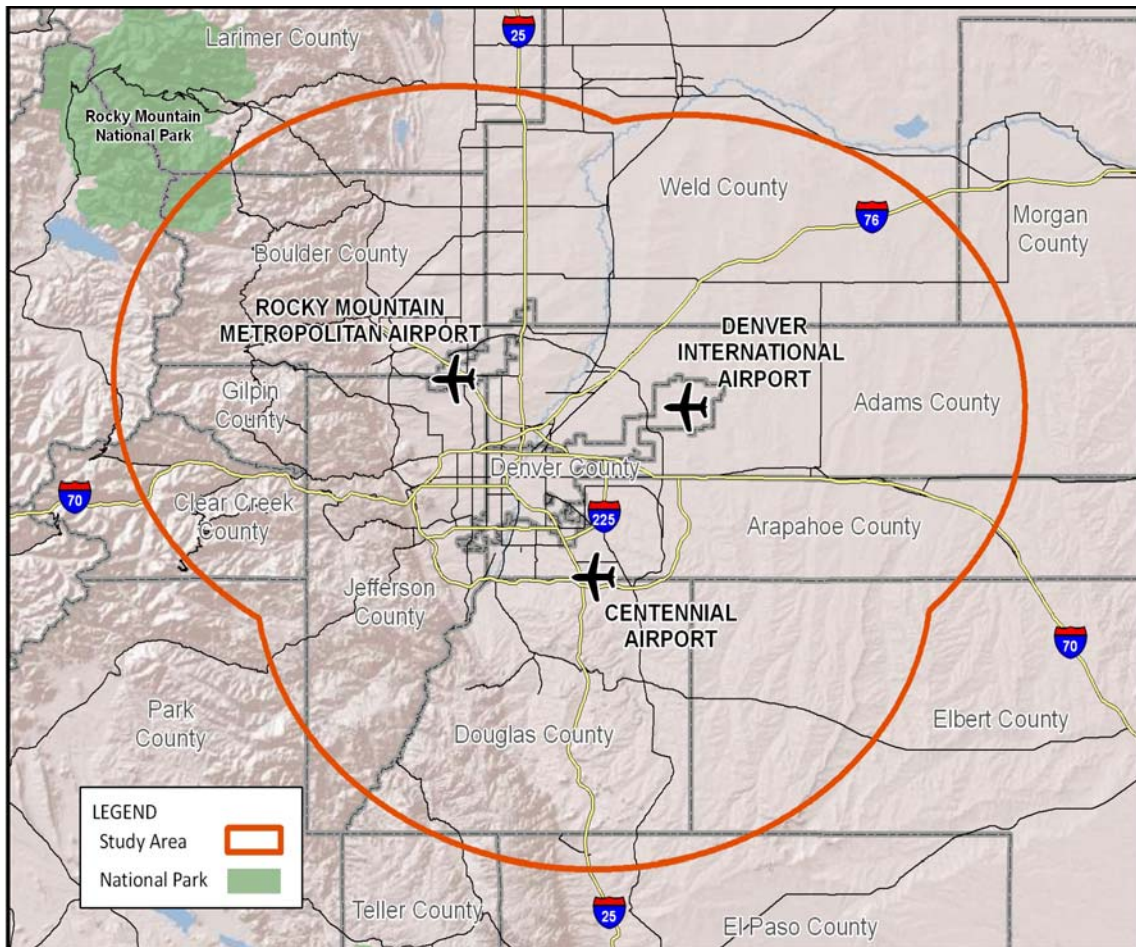 25
Larimer County
Rocky Mountain
National Park
Weld County
76
Morgan
County
Boulder County
ROCKY MOUNTAIN
METROPOLITAN AIRPORT
DENVER
INTERNATIONAL
AIRPORT
Gilpin
County
Adams County
Denver County
70
Clear Creek
County
225
Arapahoe County
Jefferson
County
CENTENNIAL
AIRPORT
70
Park
County
Douglas County
Elbert County
LEGEND
Study Area
National Park
Teller County
25
El Paso County